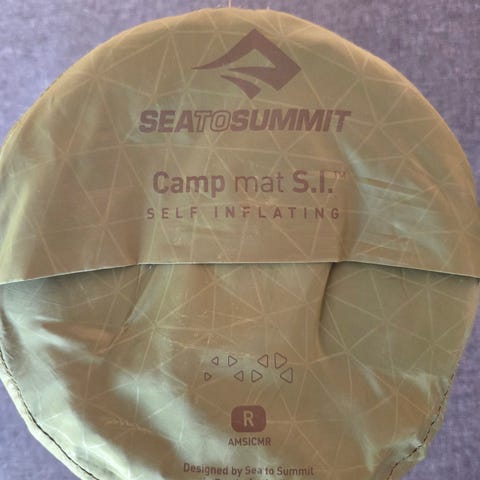 SEATOSUMMIT
Camp mat S.I.™
SELF INFLATING
R
AMSICMR
Designed by Sea to Summit